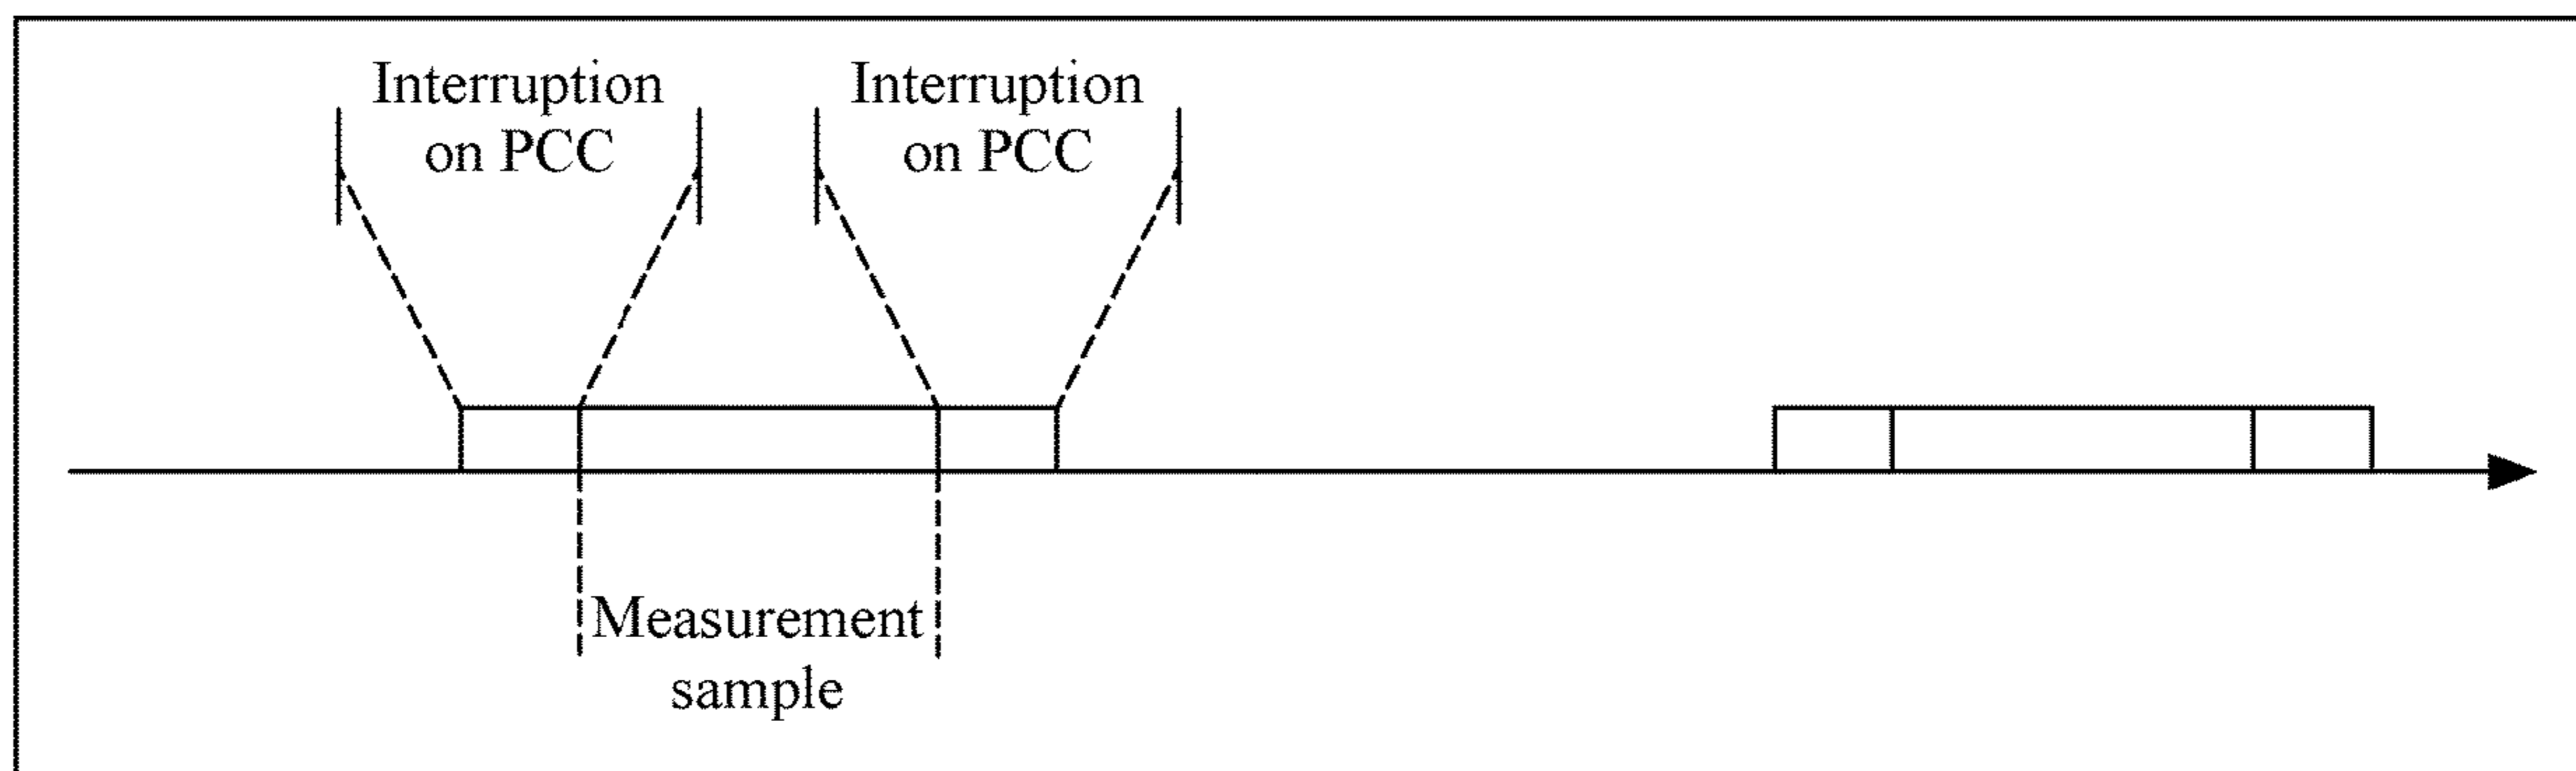 Interruption
on PCC
Interruption
on PCC
Measurement
sample